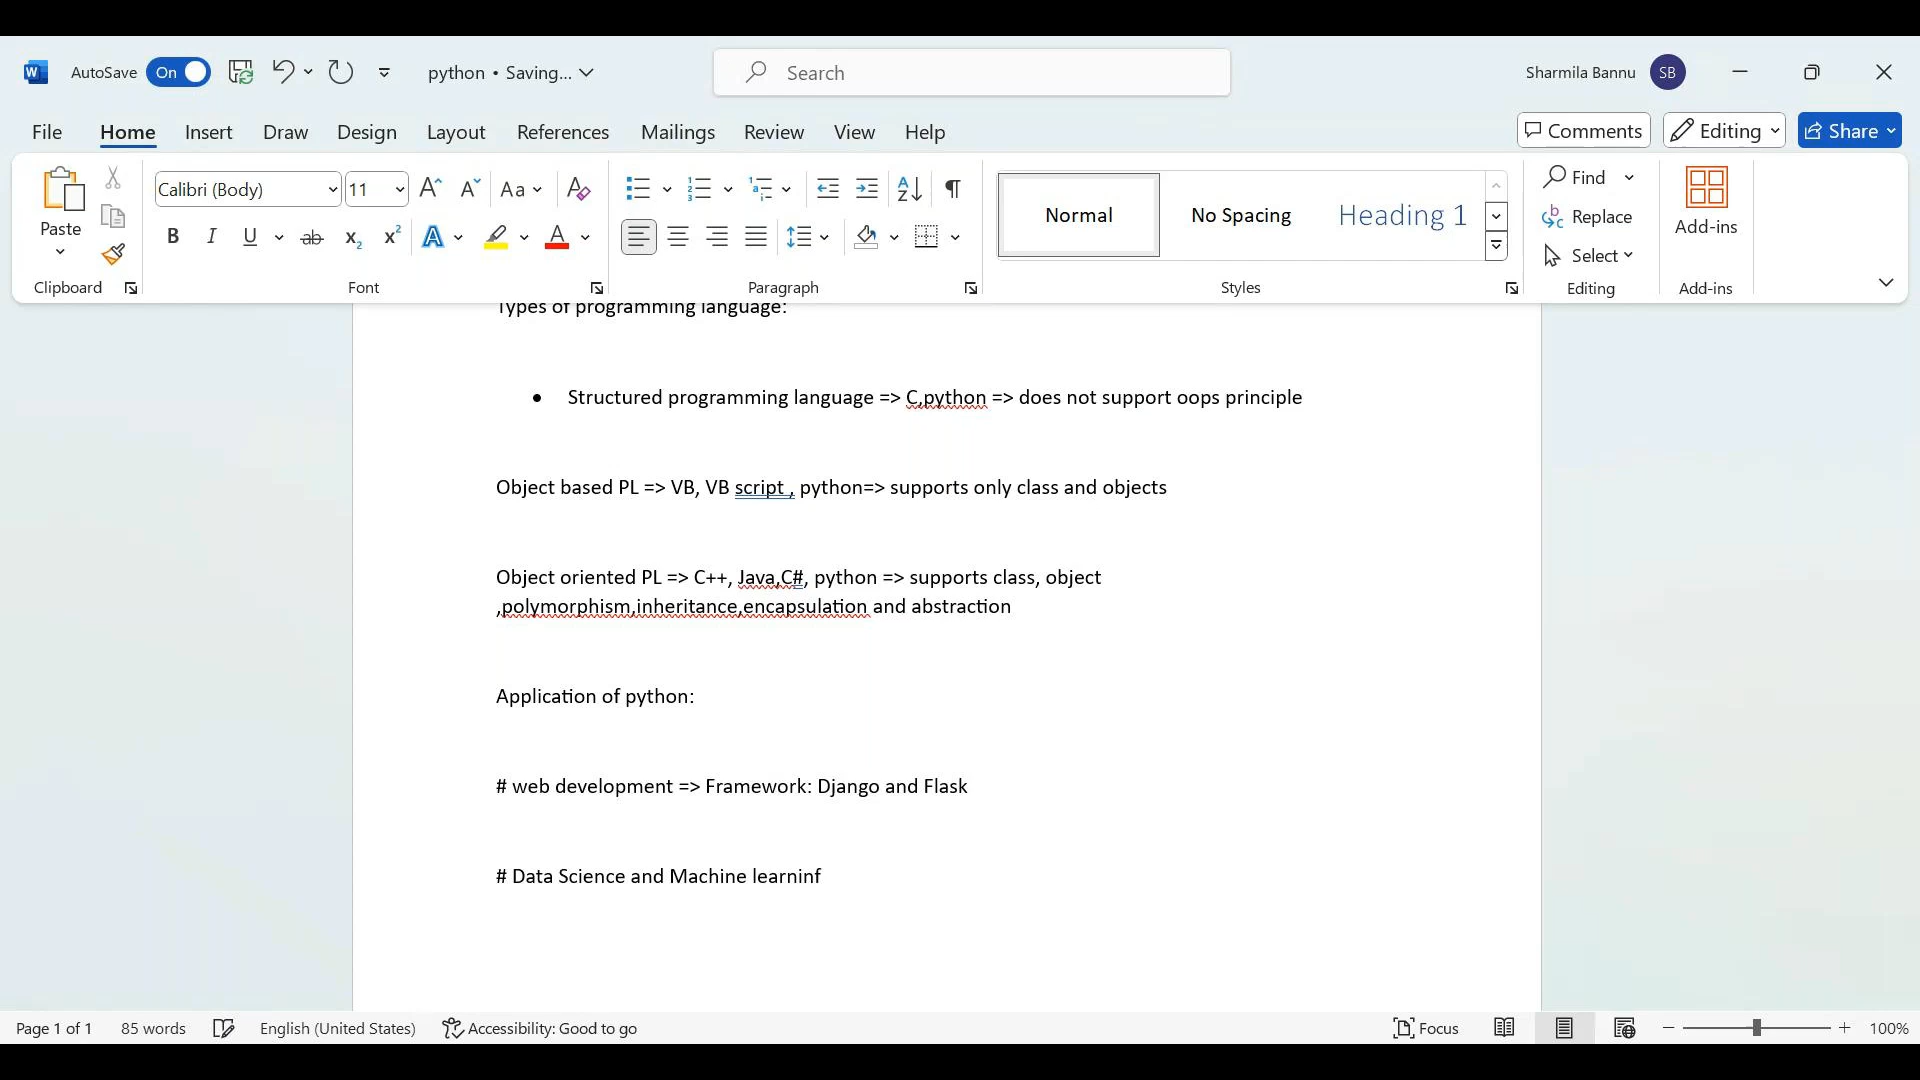 AutoSave On python • Saving... Search Sharmila Bannu SB
File Home Insert Draw Design Layout References Mailings Review View Help Comments Editing Share
Paste Calibri (Body) 11 Aa Normal No Spacing Heading 1 Find Replace Select Add-ins
Clipboard Font Paragraph Styles Editing Add-ins
Types of programming language:
• Structured programming language => C,python => does not support oops principle
Object based PL => VB, VB script , python=> supports only class and objects
Object oriented PL => C++, Java,C#, python => supports class, object
,polymorphism,inheritance,encapsulation and abstraction
Application of python:
# web development => Framework: Django and Flask
# Data Science and Machine learninf
Page 1 of 1 85 words English (United States) Accessibility: Good to go Focus 100%